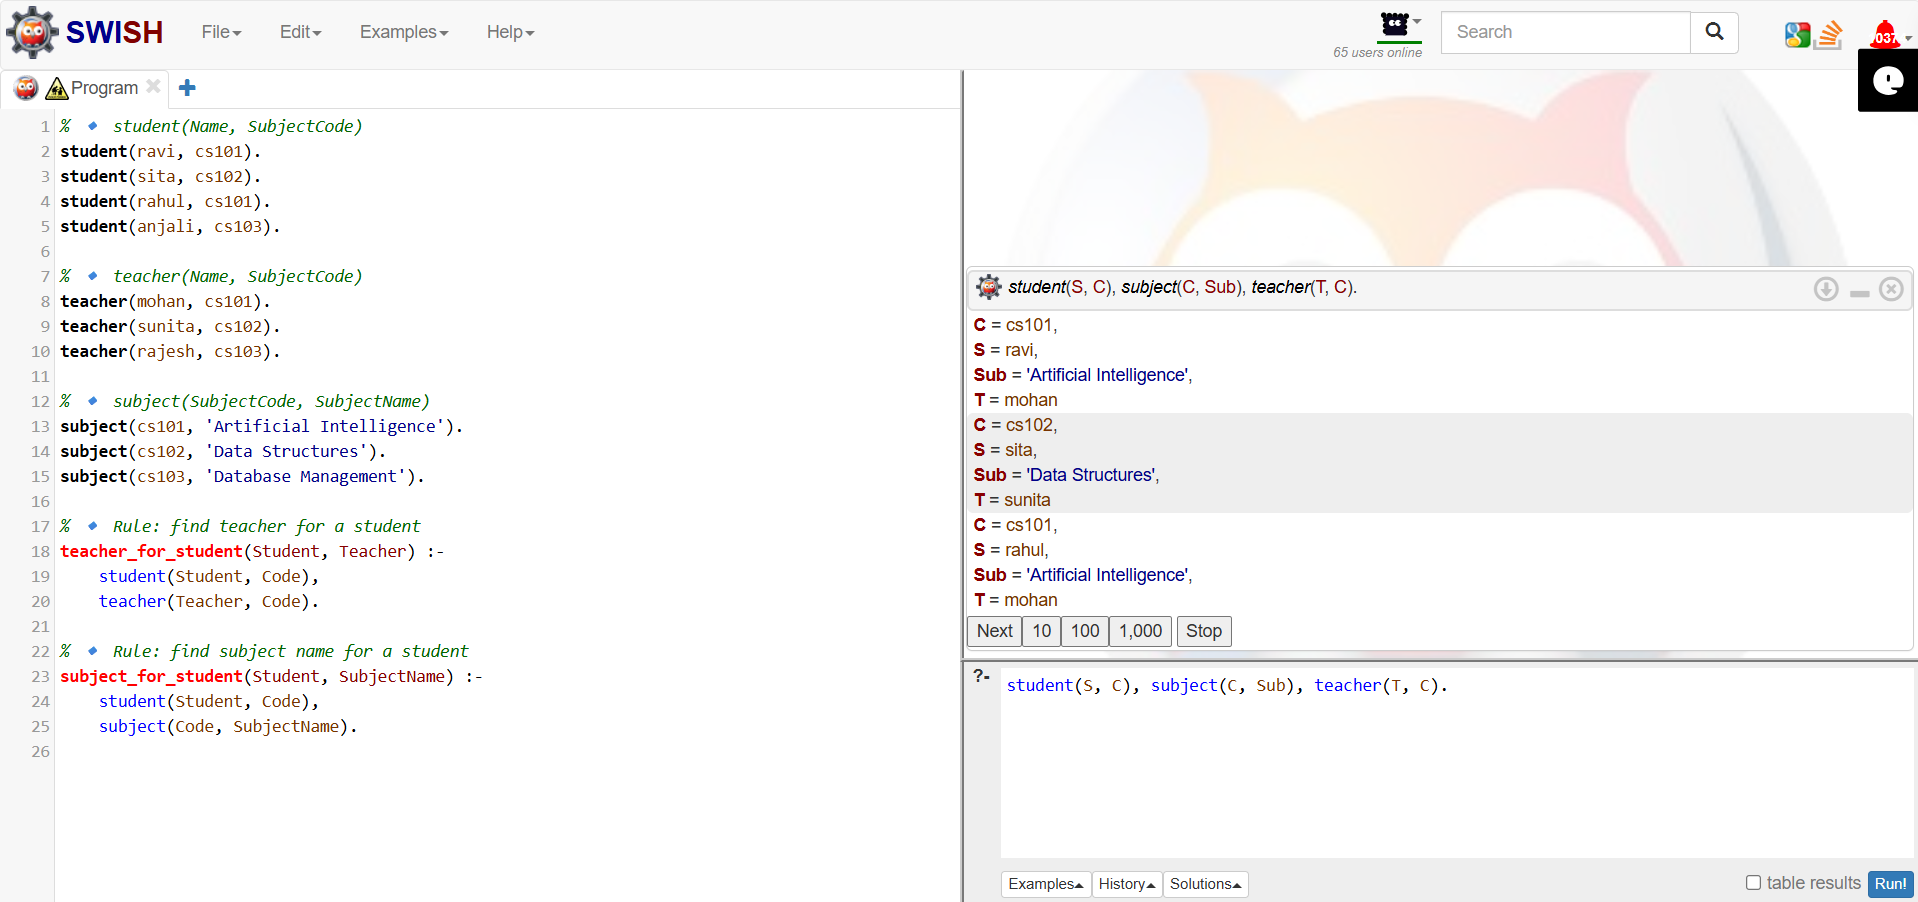 SWISH File Edit Examples Help 65 users online Search
Program
1 % 🔹 student(Name, SubjectCode)
2 student(ravi, cs101).
3 student(sita, cs102).
4 student(rahul, cs101).
5 student(anjali, cs103).
6
7 % 🔹 teacher(Name, SubjectCode)
8 teacher(mohan, cs101).
9 teacher(sunita, cs102).
10 teacher(rajesh, cs103).
11
12 % 🔹 subject(SubjectCode, SubjectName)
13 subject(cs101, 'Artificial Intelligence').
14 subject(cs102, 'Data Structures').
15 subject(cs103, 'Database Management').
16
17 % 🔹 Rule: find teacher for a student
18 teacher_for_student(Student, Teacher) :-
19     student(Student, Code),
20     teacher(Teacher, Code).
21
22 % 🔹 Rule: find subject name for a student
23 subject_for_student(Student, SubjectName) :-
24     student(Student, Code),
25     subject(Code, SubjectName).
26
student(S, C), subject(C, Sub), teacher(T, C).
C = cs101,
S = ravi,
Sub = 'Artificial Intelligence',
T = mohan
C = cs102,
S = sita,
Sub = 'Data Structures',
T = sunita
C = cs101,
S = rahul,
Sub = 'Artificial Intelligence',
T = mohan
Next 10 100 1,000 Stop
?- student(S, C), subject(C, Sub), teacher(T, C).
Examples History Solutions table results Run!